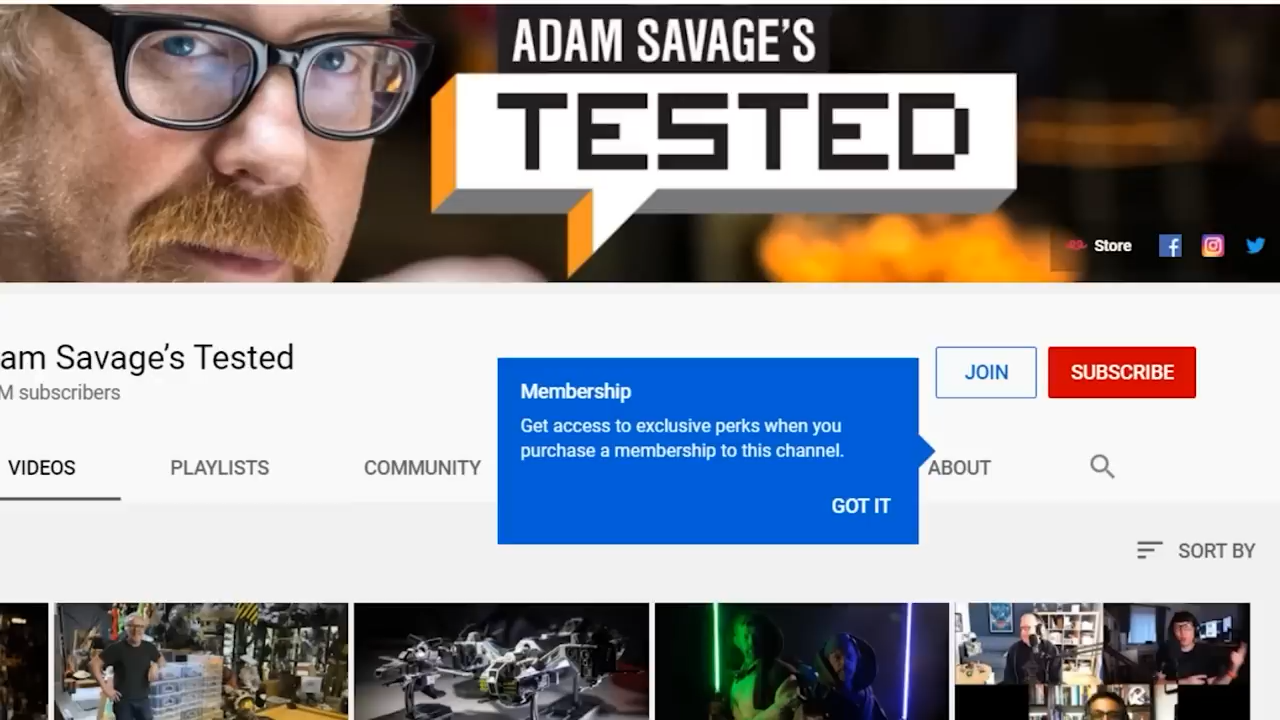 ADAM SAVAGE'S
TESTED
Store
am Savage's Tested
M subscribers
JOIN
SUBSCRIBE
Membership
Get access to exclusive perks when you
purchase a membership to this channel.
GOT IT
VIDEOS
PLAYLISTS
COMMUNITY
ABOUT
SORT BY